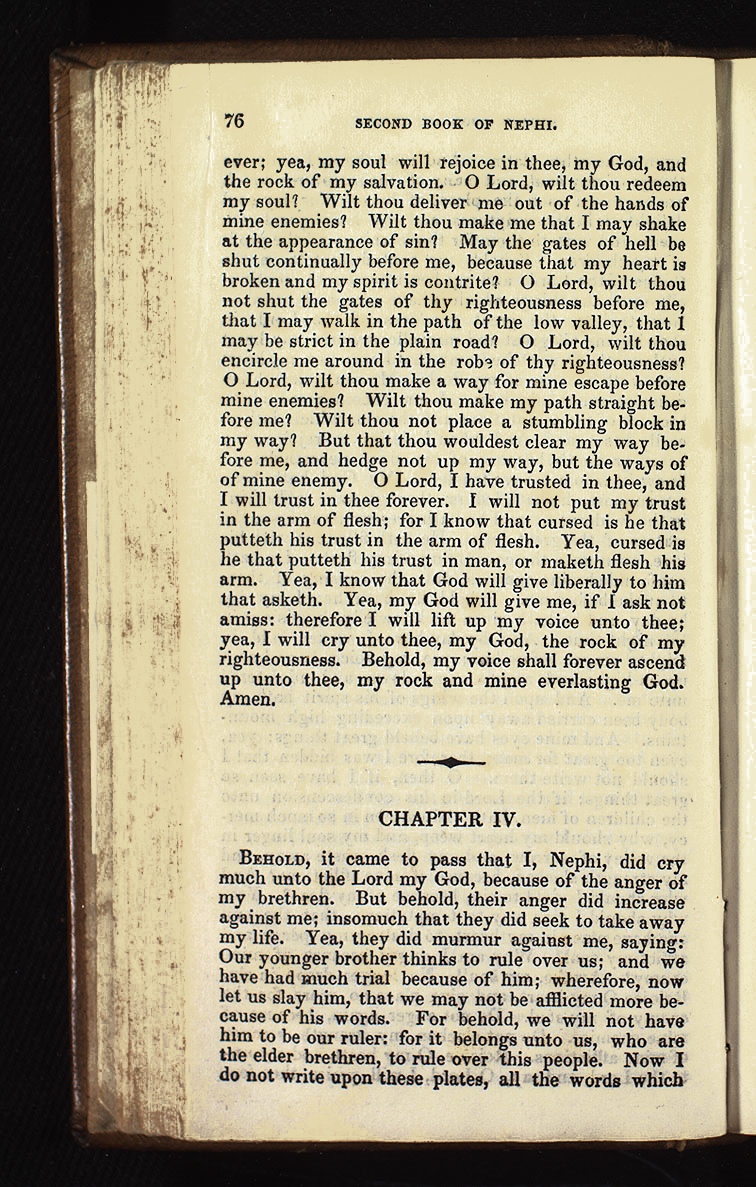 76
SECOND BOOK OF NEPHI.
ever; yea, my soul will rejoice in thee, my God, and
the rock of my salvation. O Lord, wilt thou redeem
my soul? Wilt thou deliver me out of the hands of
mine enemies? Wilt thou make me that I may shake
at the appearance of sin? May the gates of hell be
shut continually before me, because that my heart is
broken and my spirit is contrite? O Lord, wilt thou
not shut the gates of thy righteousness before me,
that I may walk in the path of the low valley, that I
may be strict in the plain road? O Lord, wilt thou
encircle me around in the robe of thy righteousness?
O Lord, wilt thou make a way for mine escape before
mine enemies? Wilt thou make my path straight be-
fore me? Wilt thou not place a stumbling block in
my way? But that thou wouldest clear my way be-
fore me, and hedge not up my way, but the ways of
of mine enemy. O Lord, I have trusted in thee, and
I will trust in thee forever. I will not put my trust
in the arm of flesh; for I know that cursed is he that
putteth his trust in the arm of flesh. Yea, cursed is
he that putteth his trust in man, or maketh flesh his
arm. Yea, I know that God will give liberally to him
that asketh. Yea, my God will give me, if I ask not
amiss: therefore I will lift up my voice unto thee;
yea, I will cry unto thee, my God, the rock of my
righteousness. Behold, my voice shall forever ascend
up unto thee, my rock and mine everlasting God.
Amen.
CHAPTER IV.
BEHOLD, it came to pass that I, Nephi, did cry
much unto the Lord my God, because of the anger of
my brethren. But behold, their anger did increase
against me; insomuch that they did seek to take away
my life. Yea, they did murmur against me, saying:
Our younger brother thinks to rule over us; and we
have had much trial because of him; wherefore, now
let us slay him, that we may not be afflicted more be-
cause of his words. For behold, we will not have
him to be our ruler: for it belongs unto us, who are
the elder brethren, to rule over this people. Now I
do not write upon these plates, all the words which